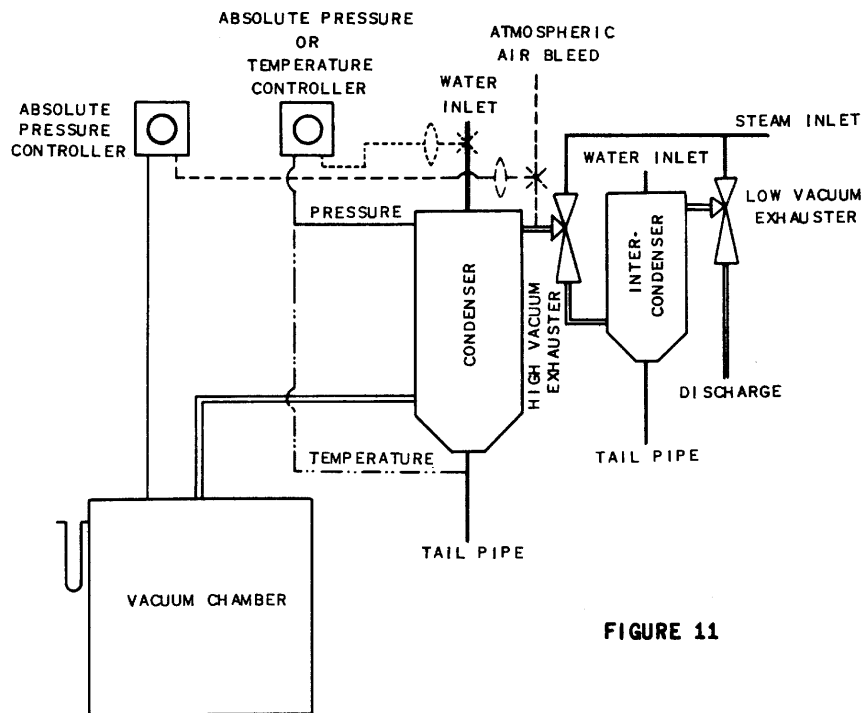 ABSOLUTE PRESSURE
OR
TEMPERATURE
CONTROLLER
ATMOSPHERIC
AIR BLEED
WATER
INLET
ABSOLUTE
PRESSURE
CONTROLLER
STEAM INLET
WATER INLET
LOW VACUUM
EXHAUSTER
PRESSURE
CONDENSER
HIGH VACUUM
EXHAUSTER
INTER-
CONDENSER
DISCHARGE
TEMPERATURE
TAIL PIPE
TAIL PIPE
VACUUM CHAMBER
FIGURE 11